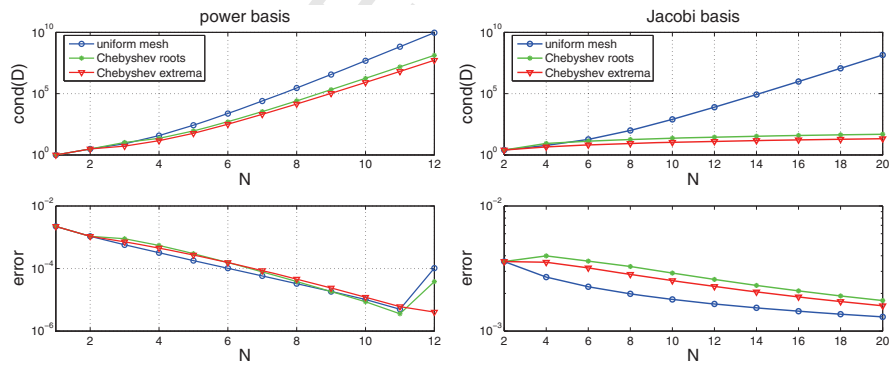 power basis
10^10
10^5
10^0
cond(D)
uniform mesh
Chebyshev roots
Chebyshev extrema
2 4 6 8 10 12
N
Jacobi basis
10^10
10^5
10^0
cond(D)
uniform mesh
Chebyshev roots
Chebyshev extrema
2 4 6 8 10 12 14 16 18 20
N
10^−2
10^−4
10^−6
error
2 4 6 8 10 12
N
10^−2
10^−3
error
2 4 6 8 10 12 14 16 18 20
N